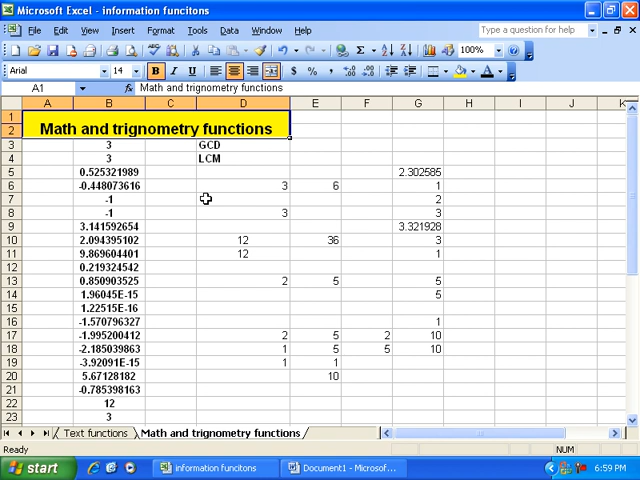 Microsoft Excel - information funcitons
File Edit View Insert Format Tools Data Window Help Type a question for help
100%
Arial 14 B I U $ %
A1 fx Math and trignometry functions
A B C D E F G H I J K
1
2 Math and trignometry functions
3 3 GCD
4 3 LCM
5 0.525321989 2.302585
6 -0.448073616 3 6 1
7 -1 2
8 -1 3 3
9 3.141592654 3.321928
10 2.094395102 12 36 3
11 9.869604401 12 1
12 0.219324542
13 0.850903525 2 5 5
14 1.96045E-15 5
15 1.22515E-16
16 -1.570796327 1
17 -1.995200412 2 5 2 10
18 -2.185039863 1 5 5 10
19 -3.92091E-15 1 1
20 5.67128182 10
21 -0.785398163
22 12
23 3
Text functions Math and trignometry functions
Ready NUM
start information funcitons Document1 - Microsof... 6:59 PM